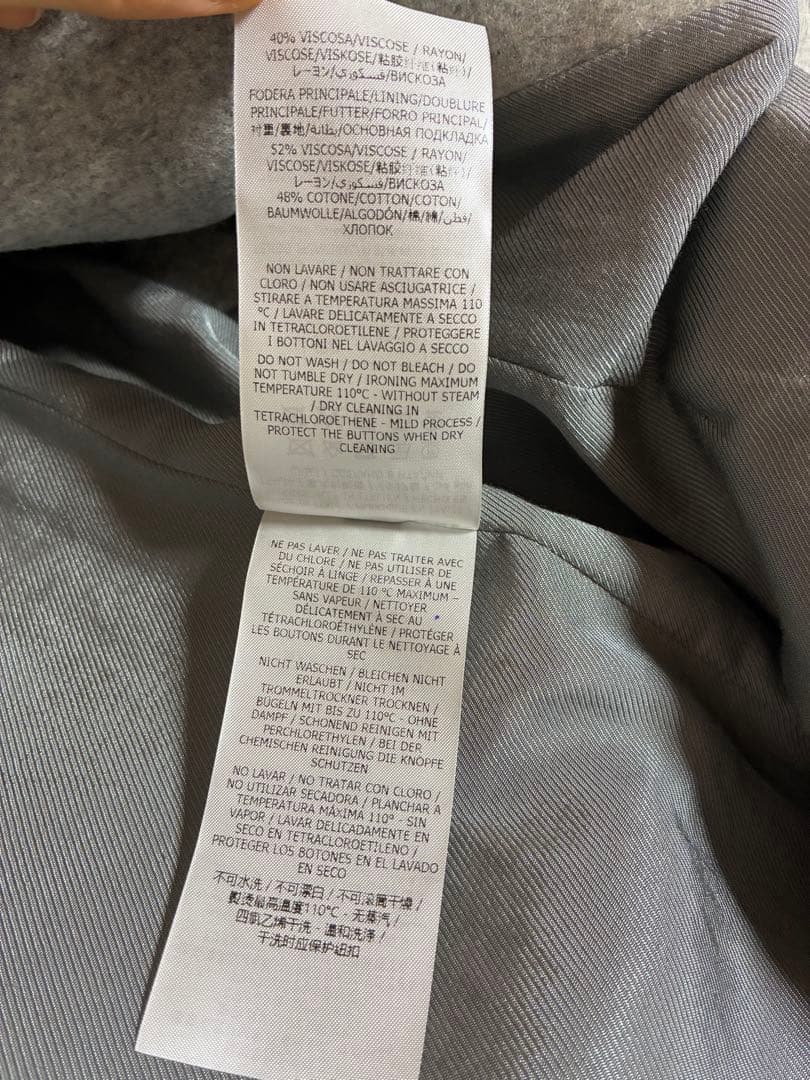 40% VISCOSA/VISCOSE / RAYON/
VISCOSE/VISKOSE/粘胶纤维(粘纤)/
レーヨン/فسكوري/ВИСКОЗА
FODERA PRINCIPALE/LINING/DOUBLURE
PRINCIPALE/FUTTER/FORRO PRINCIPAL/
衬里/裏地/بطانه/ОСНОВНАЯ ПОДКЛАДКА
52% VISCOSA/VISCOSE / RAYON/
VISCOSE/VISKOSE/粘胶纤维(粘纤)/
レーヨン/فسكوري/ВИСКОЗА
48% COTONE/COTTON/COTON/
BAUMWOLLE/ALGODÓN/棉/綿/قطن/
ХЛОПОК
NON LAVARE / NON TRATTARE CON
CLORO / NON USARE ASCIUGATRICE /
STIRARE A TEMPERATURA MASSIMA 110
°C / LAVARE DELICATAMENTE A SECCO
IN TETRACLOROETILENE / PROTEGGERE
I BOTTONI NEL LAVAGGIO A SECCO
DO NOT WASH / DO NOT BLEACH / DO
NOT TUMBLE DRY / IRONING MAXIMUM
TEMPERATURE 110°C - WITHOUT STEAM
/ DRY CLEANING IN
TETRACHLOROETHENE - MILD PROCESS /
PROTECT THE BUTTONS WHEN DRY
CLEANING
NE PAS LAVER / NE PAS TRAITER AVEC
DU CHLORE / NE PAS UTILISER DE
SÉCHOIR À LINGE / REPASSER À UNE
TEMPÉRATURE DE 110 °C MAXIMUM –
SANS VAPEUR / NETTOYER
DÉLICATEMENT À SEC AU
TÉTRACHLOROÉTHYLÈNE / PROTÉGER
LES BOUTONS DURANT LE NETTOYAGE À
SEC
NICHT WASCHEN / BLEICHEN NICHT
ERLAUBT / NICHT IM
TROMMELTROCKNER TROCKNEN /
BÜGELN MIT BIS ZU 110°C - OHNE
DAMPF / SCHONEND REINIGEN MIT
PERCHLORETHYLEN / BEI DER
CHEMISCHEN REINIGUNG DIE KNÖPFE
SCHUTZEN
NO LAVAR / NO TRATAR CON CLORO /
NO UTILIZAR SECADORA / PLANCHAR A
TEMPERATURA MÁXIMA 110° - SIN
VAPOR / LAVAR DELICADAMENTE EN
SECO EN TETRACLOROETILENO /
PROTEGER LOS BOTONES EN EL LAVADO
EN SECO
不可水洗 / 不可漂白 / 不可滚筒干燥 /
熨烫最高温度110°C - 无蒸汽 /
四氯乙烯干洗 - 温和洗涤 /
干洗时应保护纽扣